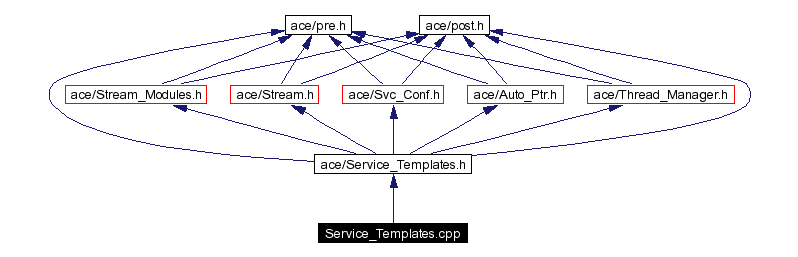 ace/pre.h
ace/post.h
ace/Stream_Modules.h
ace/Stream.h
ace/Svc_Conf.h
ace/Auto_Ptr.h
ace/Thread_Manager.h
ace/Service_Templates.h
Service_Templates.cpp